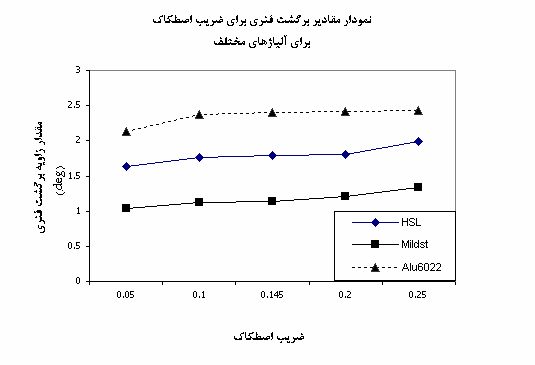 نمودار مقادیر برگشت فنری برای ضریب اصطکاک
برای آلیاژهای مختلف
مقدار زاویه برگشت فنری
(deg)
3
2.5
2
1.5
1
0.5
0
0.05 0.1 0.145 0.2 0.25
HSL
Mildst
Alu6022
ضریب اصطکاک